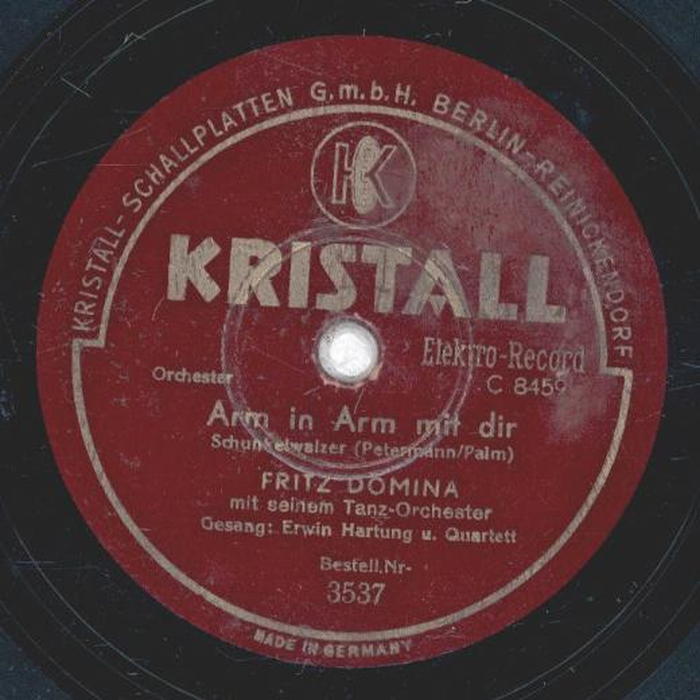 KRISTALL-SCHALLPLATTEN G.m.b.H. BERLIN-REINICKENDORF
K
KRISTALL
Elektro-Record
Orchester
C 8459
Arm in Arm mit dir
Schunkelwalzer (Petermann/Palm)
FRITZ DOMINA
mit seinem Tanz-Orchester
Gesang: Erwin Hartung u. Quartett
Bestell.Nr-
3537
MADE IN GERMANY